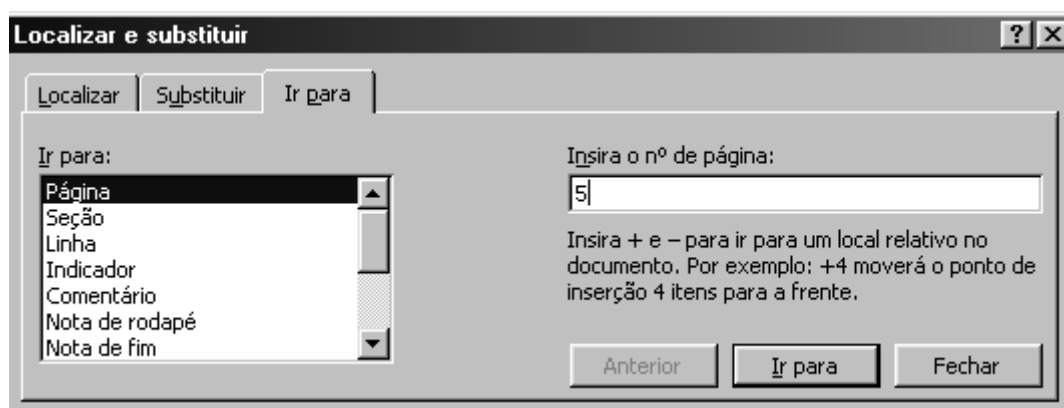 Localizar e substituir
Localizar Substituir Ir para
Ir para:
Página
Seção
Linha
Indicador
Comentário
Nota de rodapé
Nota de fim
Insira o nº de página:
5
Insira + e – para ir para um local relativo no
documento. Por exemplo: +4 moverá o ponto de
inserção 4 itens para a frente.
Anterior Ir para Fechar